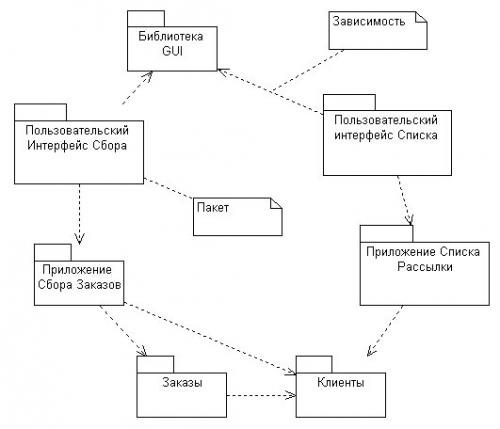 Библиотека
GUI
Зависимость
Пользовательский
Интерфейс Сбора
Пользовательский
интерфейс Списка
Пакет
Приложение
Сбора Заказов
Приложение Списка
Рассылки
Заказы
Клиенты